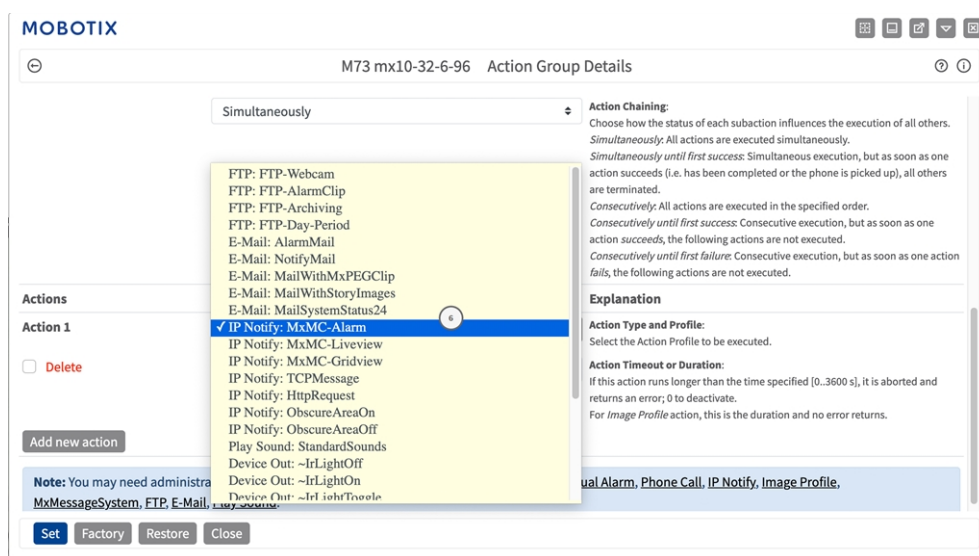 MOBOTIX
M73 mx10-32-6-96 Action Group Details
Simultaneously
Action Chaining:
Choose how the status of each subaction influences the execution of all others.
Simultaneously: All actions are executed simultaneously.
Simultaneously until first success: Simultaneous execution, but as soon as one
action succeeds (i.e. has been completed or the phone is picked up), all others
are terminated.
Consecutively: All actions are executed in the specified order.
Consecutively until first success: Consecutive execution, but as soon as one
action succeeds, the following actions are not executed.
Consecutively until first failure: Consecutive execution, but as soon as one action
fails, the following actions are not executed.
FTP: FTP-Webcam
FTP: FTP-AlarmClip
FTP: FTP-Archiving
FTP: FTP-Day-Period
E-Mail: AlarmMail
E-Mail: NotifyMail
E-Mail: MailWithMxPEGClip
E-Mail: MailWithStoryImages
E-Mail: MailSystemStatus24
6
✓ IP Notify: MxMC-Alarm
IP Notify: MxMC-Liveview
IP Notify: MxMC-Gridview
IP Notify: TCPMessage
IP Notify: HttpRequest
IP Notify: ObscureAreaOn
IP Notify: ObscureAreaOff
Play Sound: StandardSounds
Device Out: ~IrLightOff
Device Out: ~IrLightOn
Device Out: ~IrLightToggle
Actions
Explanation
Action 1
Action Type and Profile:
Select the Action Profile to be executed.
Delete
Action Timeout or Duration:
If this action runs longer than the time specified [0..3600 s], it is aborted and
returns an error; 0 to deactivate.
For Image Profile action, this is the duration and no error returns.
Add new action
Note: You may need administra
ual Alarm, Phone Call, IP Notify, Image Profile,
MxMessageSystem, FTP, E-Mail, Play Sound.
Set Factory Restore Close